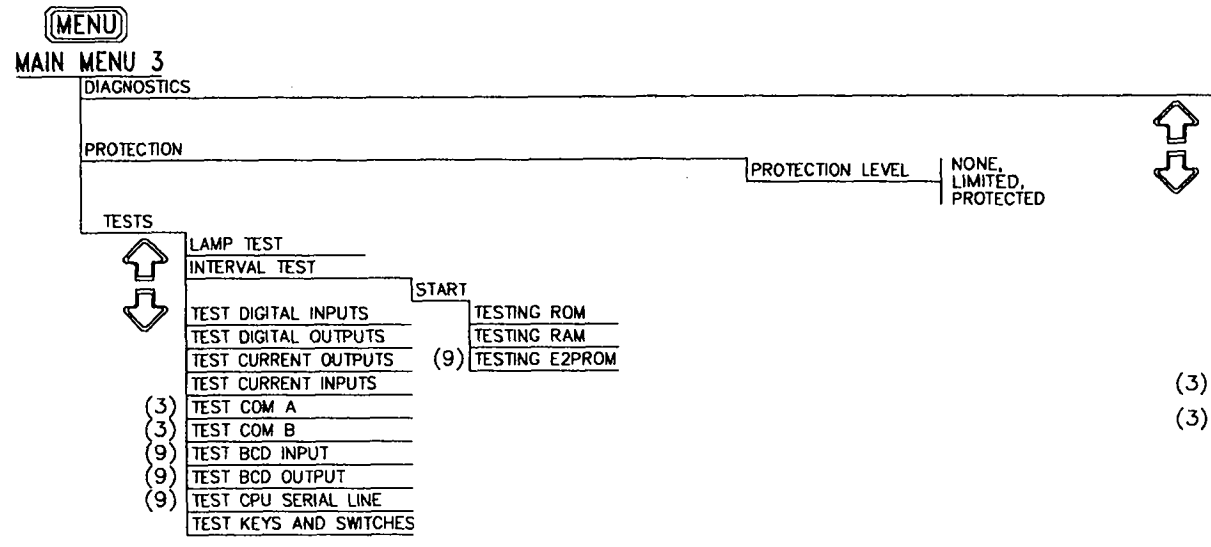 MENU
MAIN MENU 3
DIAGNOSTICS
PROTECTION
PROTECTION LEVEL
NONE,
LIMITED,
PROTECTED
TESTS
LAMP TEST
INTERVAL TEST
START
TEST DIGITAL INPUTS
TESTING ROM
TEST DIGITAL OUTPUTS
TESTING RAM
TEST CURRENT OUTPUTS
(9) TESTING E2PROM
TEST CURRENT INPUTS
(3)
(3) TEST COM A
(3)
(3) TEST COM B
(9) TEST BCD INPUT
(9) TEST BCD OUTPUT
(9) TEST CPU SERIAL LINE
TEST KEYS AND SWITCHES